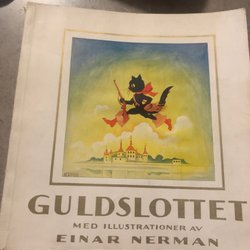 GULDSLOTTET
MED ILLUSTRATIONER AV
EINAR NERMAN